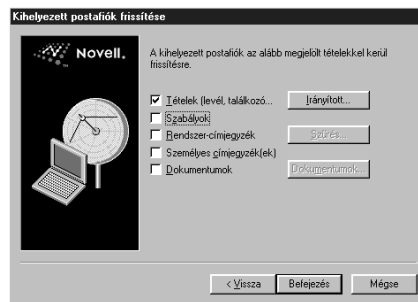 Kihelyezett postafiók frissítése
Novell.
A kihelyezett postafiók az alább megjelölt tételekkel kerül
frissítésre.
Tételek (levél, találkozó...
Irányított...
Szabályok
Rendszer-címjegyzék
Szűrés...
Személyes címjegyzék(ek)
Dokumentumok
Dokumentumok...
< Vissza
Befejezés
Mégse